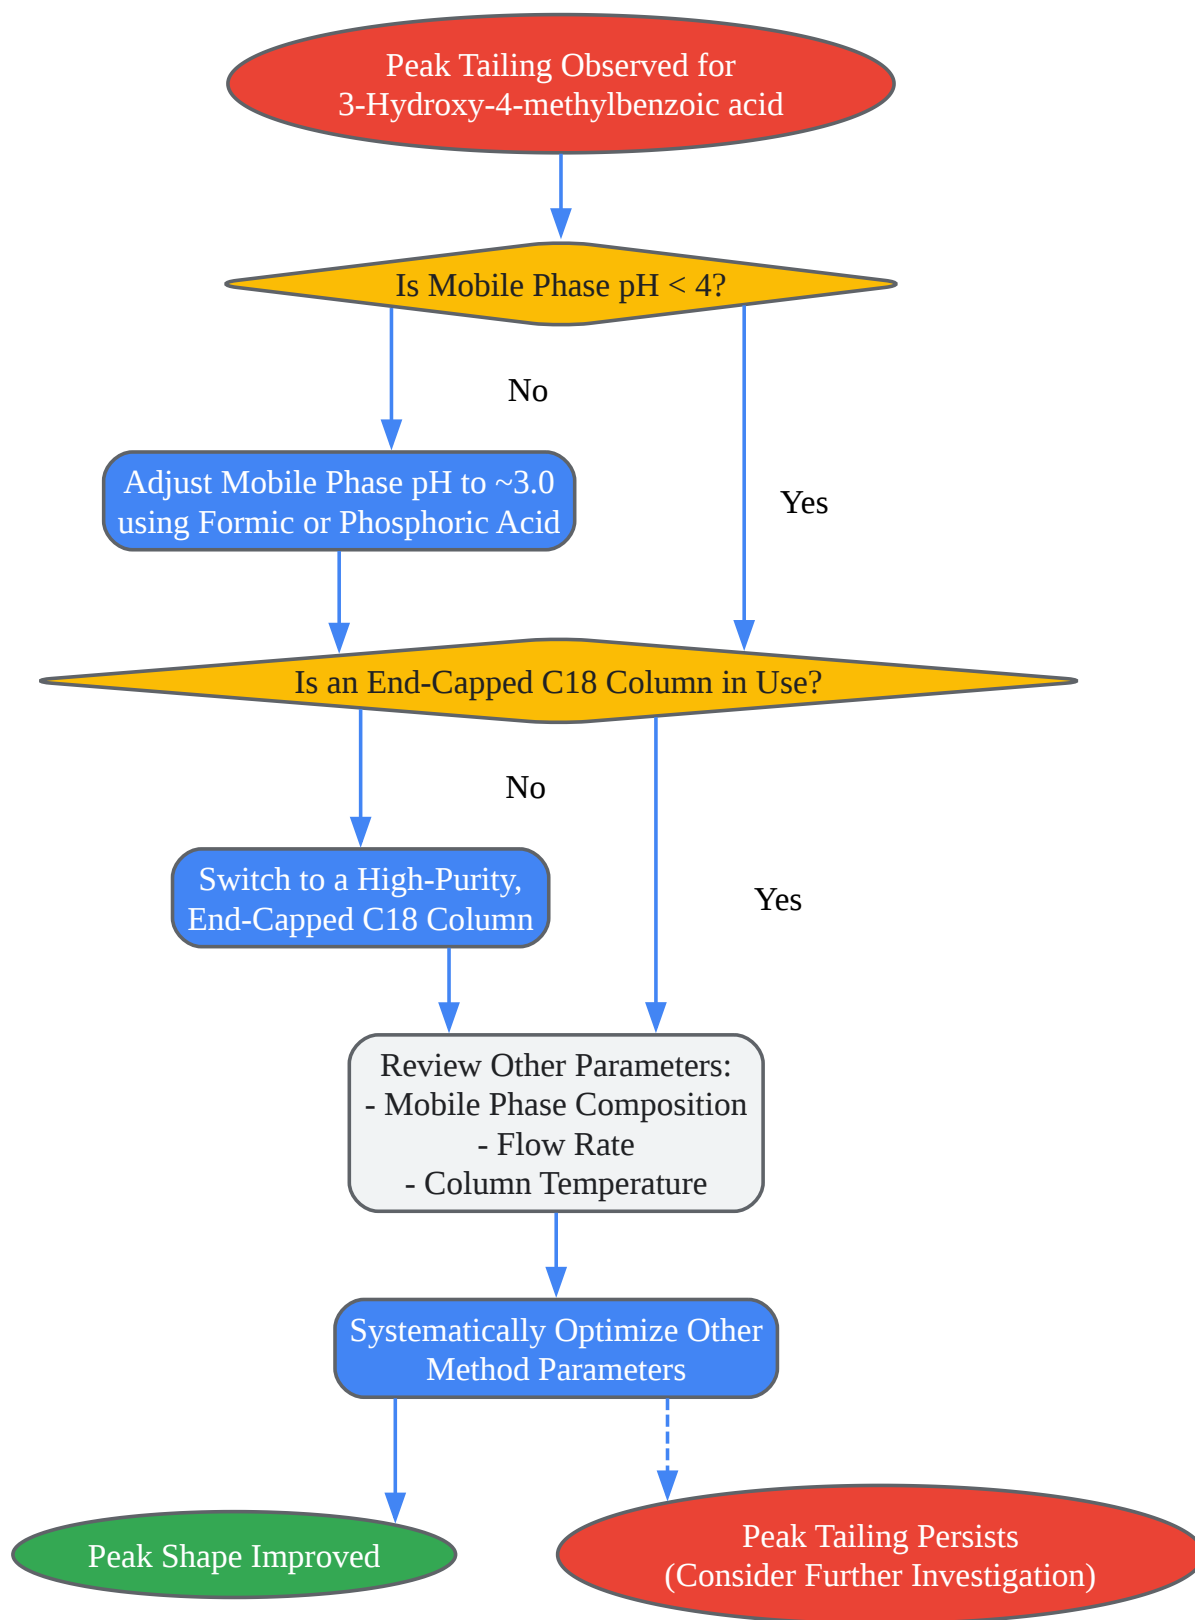 Peak Tailing Observed for
3-Hydroxy-4-methylbenzoic acid
Is Mobile Phase pH < 4?
No
Adjust Mobile Phase pH to ~3.0
using Formic or Phosphoric Acid
Yes
Is an End-Capped C18 Column in Use?
No
Switch to a High-Purity,
End-Capped C18 Column
Yes
Review Other Parameters:
- Mobile Phase Composition
- Flow Rate
- Column Temperature
Systematically Optimize Other
Method Parameters
Peak Shape Improved
Peak Tailing Persists
(Consider Further Investigation)